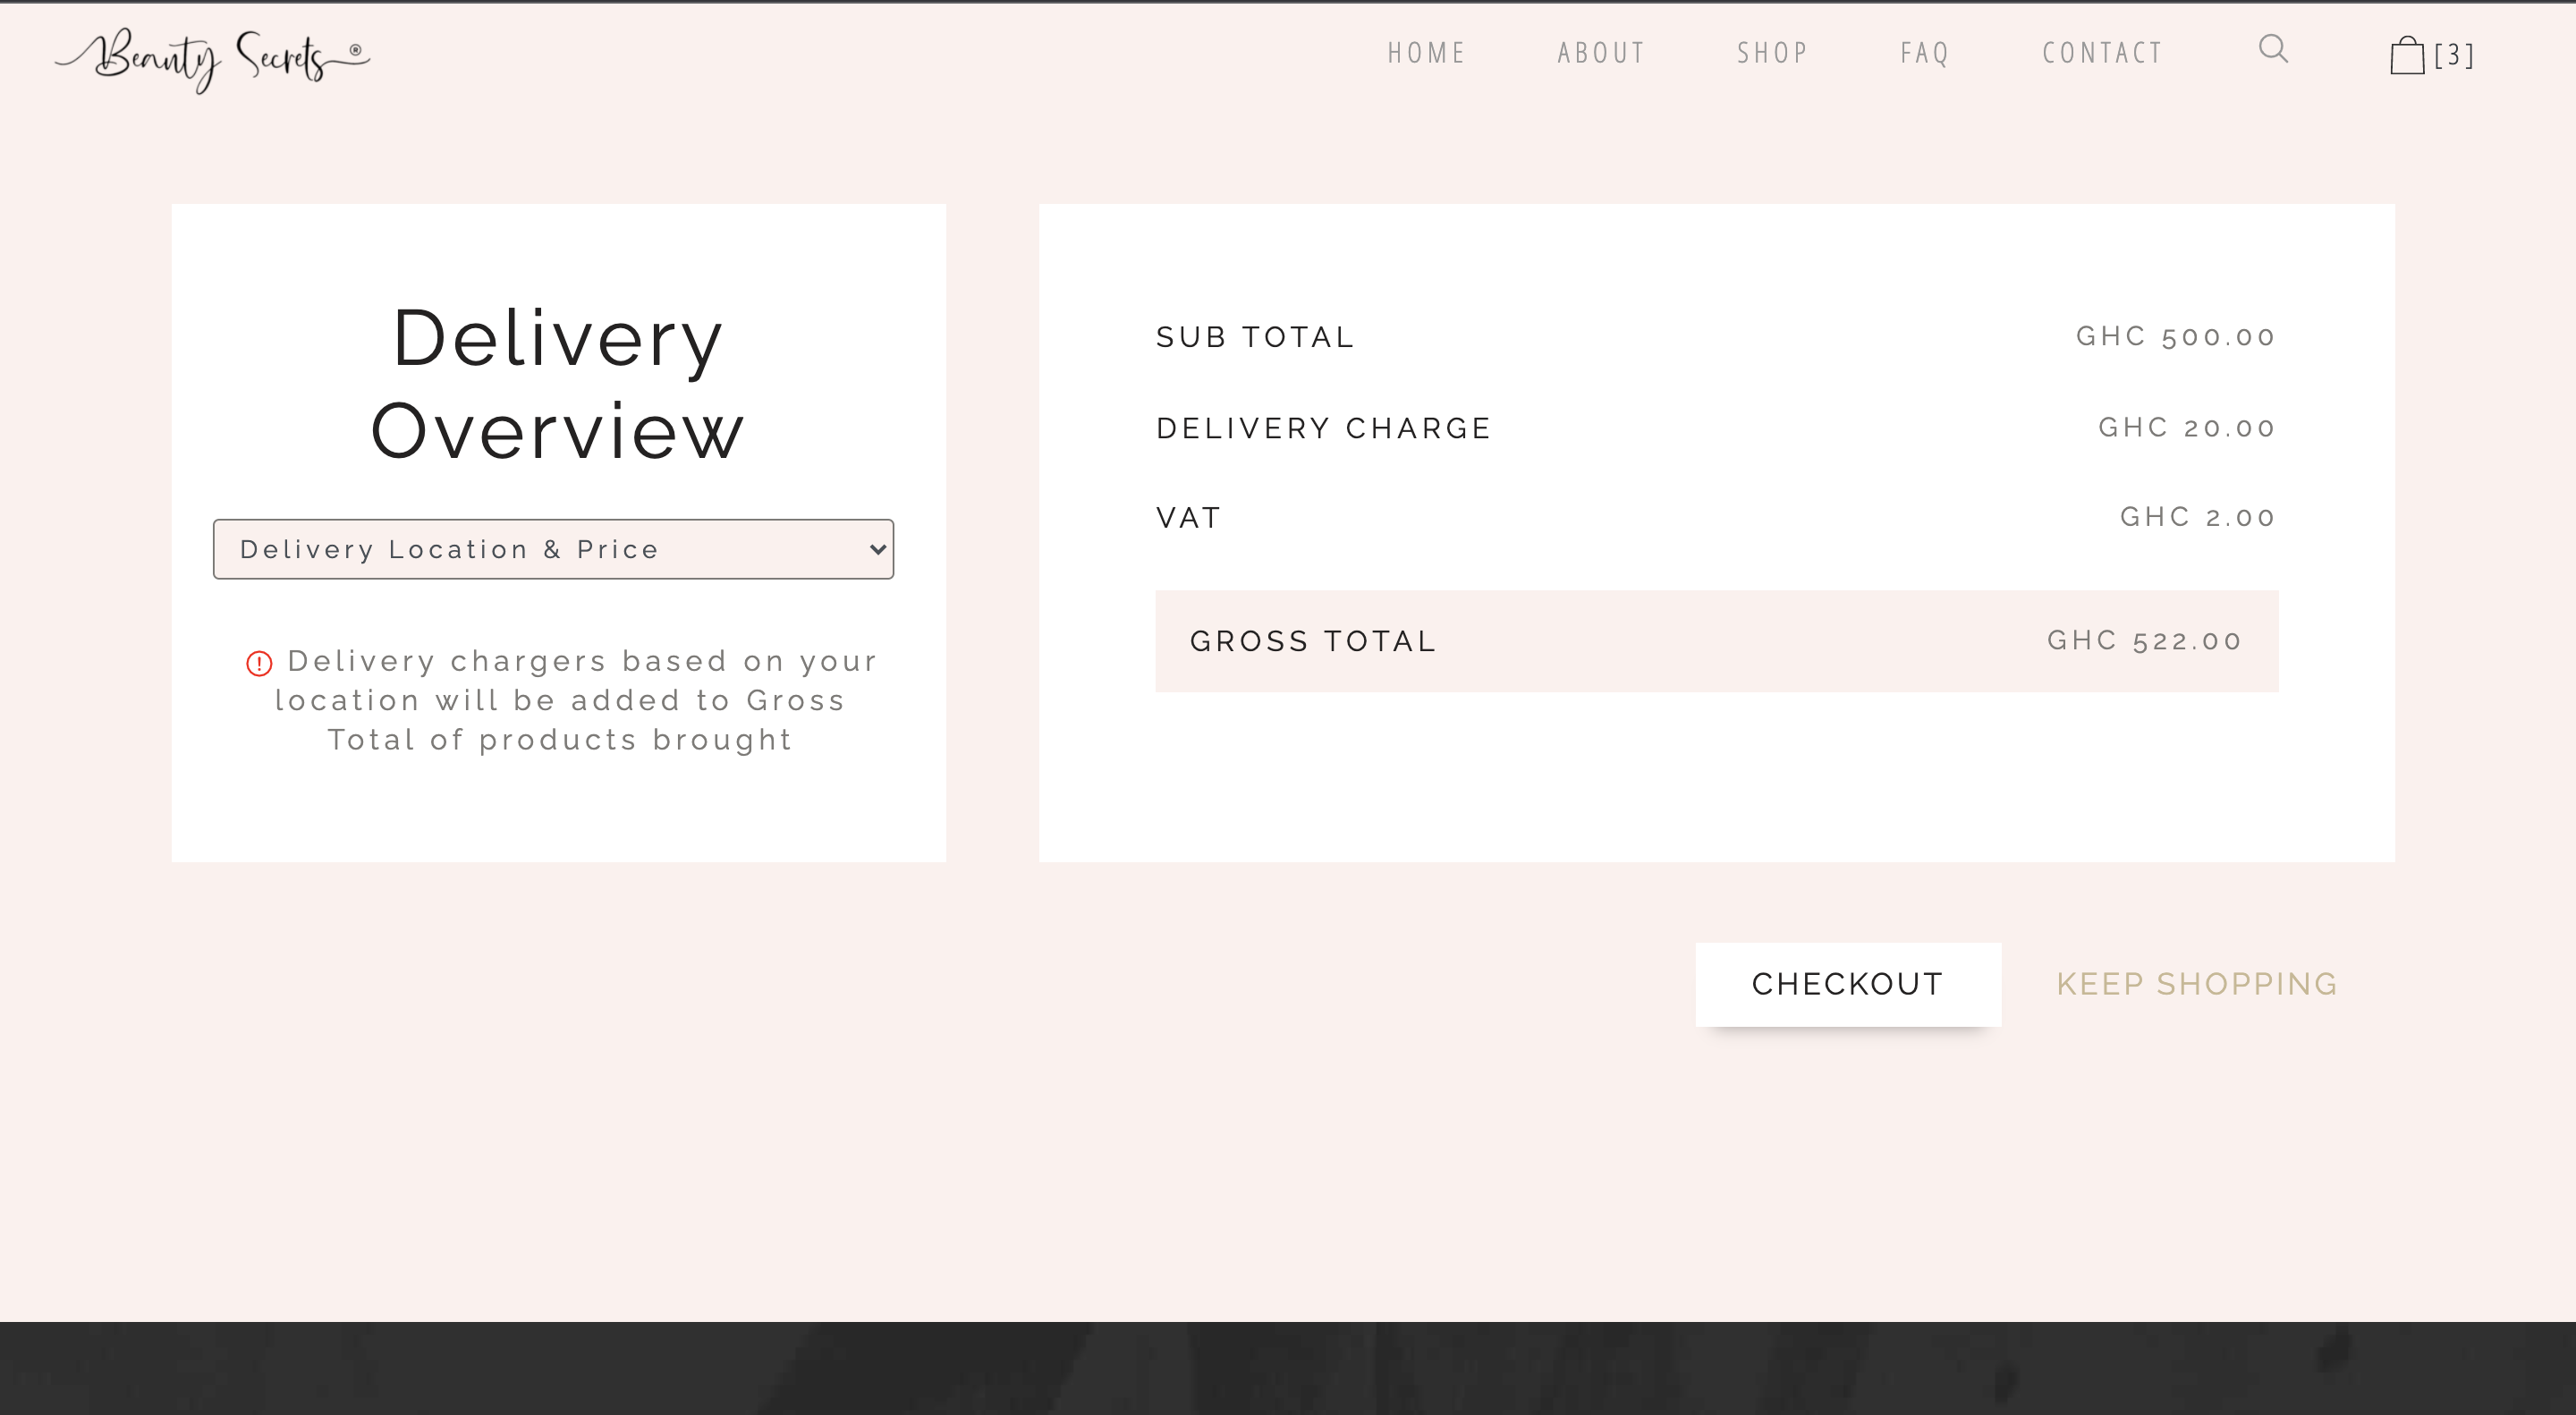 Beauty Secrets ®
HOME ABOUT SHOP FAQ CONTACT [3]
Delivery
Overview
Delivery Location & Price
Delivery chargers based on your
location will be added to Gross
Total of products brought
SUB TOTAL GHC 500.00
DELIVERY CHARGE GHC 20.00
VAT GHC 2.00
GROSS TOTAL GHC 522.00
CHECKOUT KEEP SHOPPING